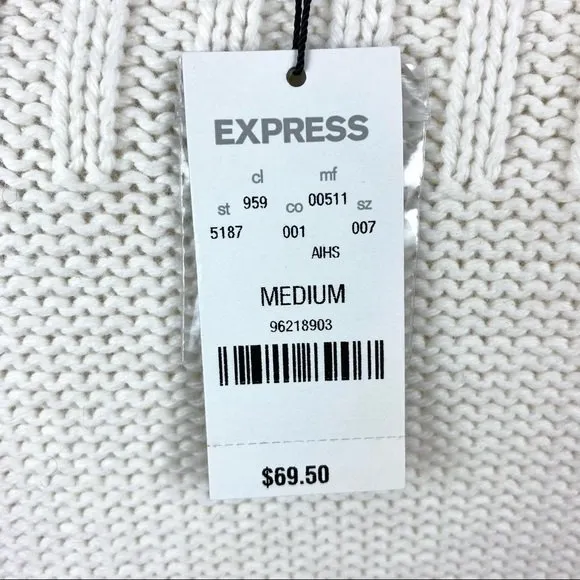 EXPRESS
cl mf
st 959 co 00511 sz
5187 001 007
AIHS
MEDIUM
96218903
$69.50